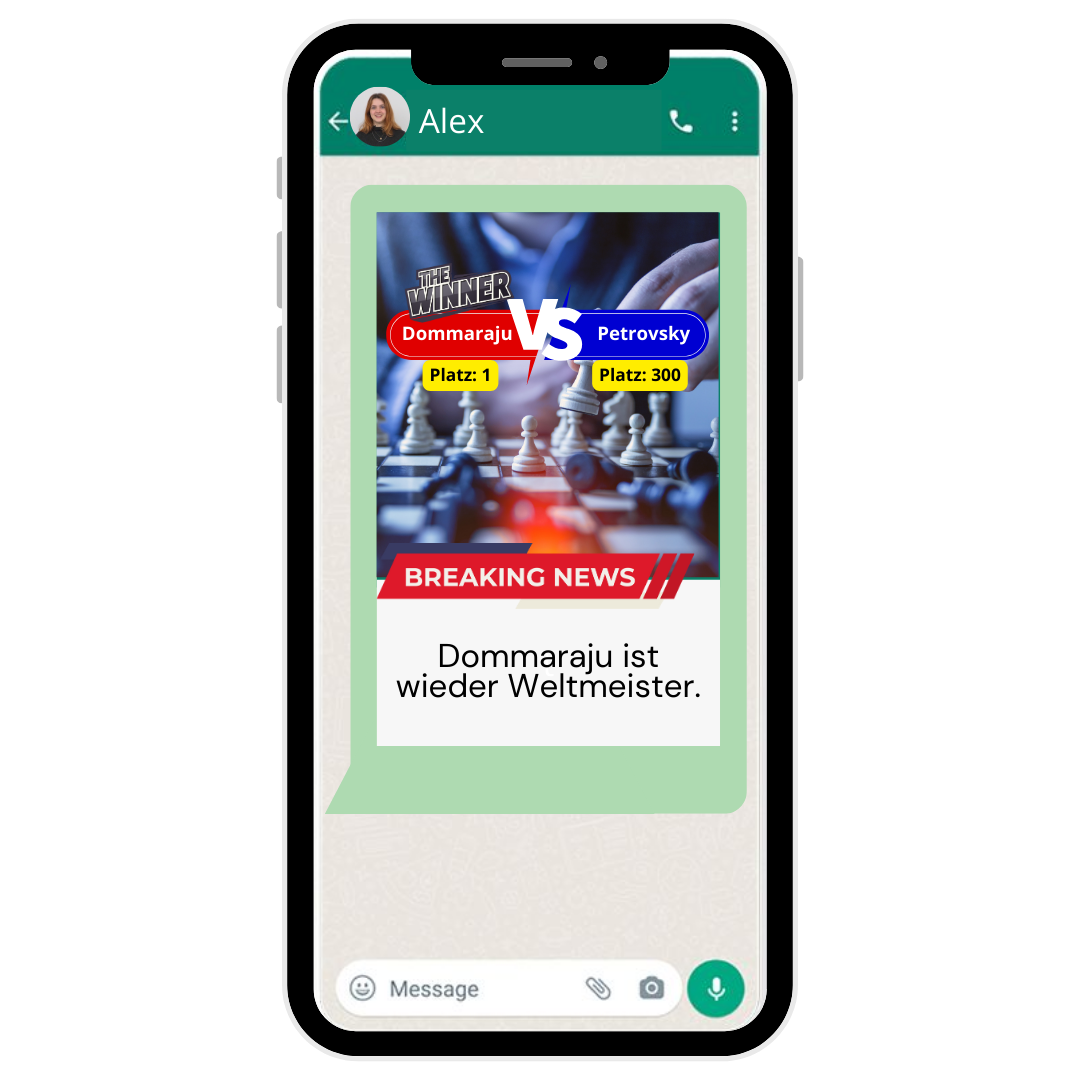 Alex
THE
WINNER
Dommaraju VS Petrovsky
Platz: 1 Platz: 300
BREAKING NEWS
Dommaraju ist
wieder Weltmeister.
Message